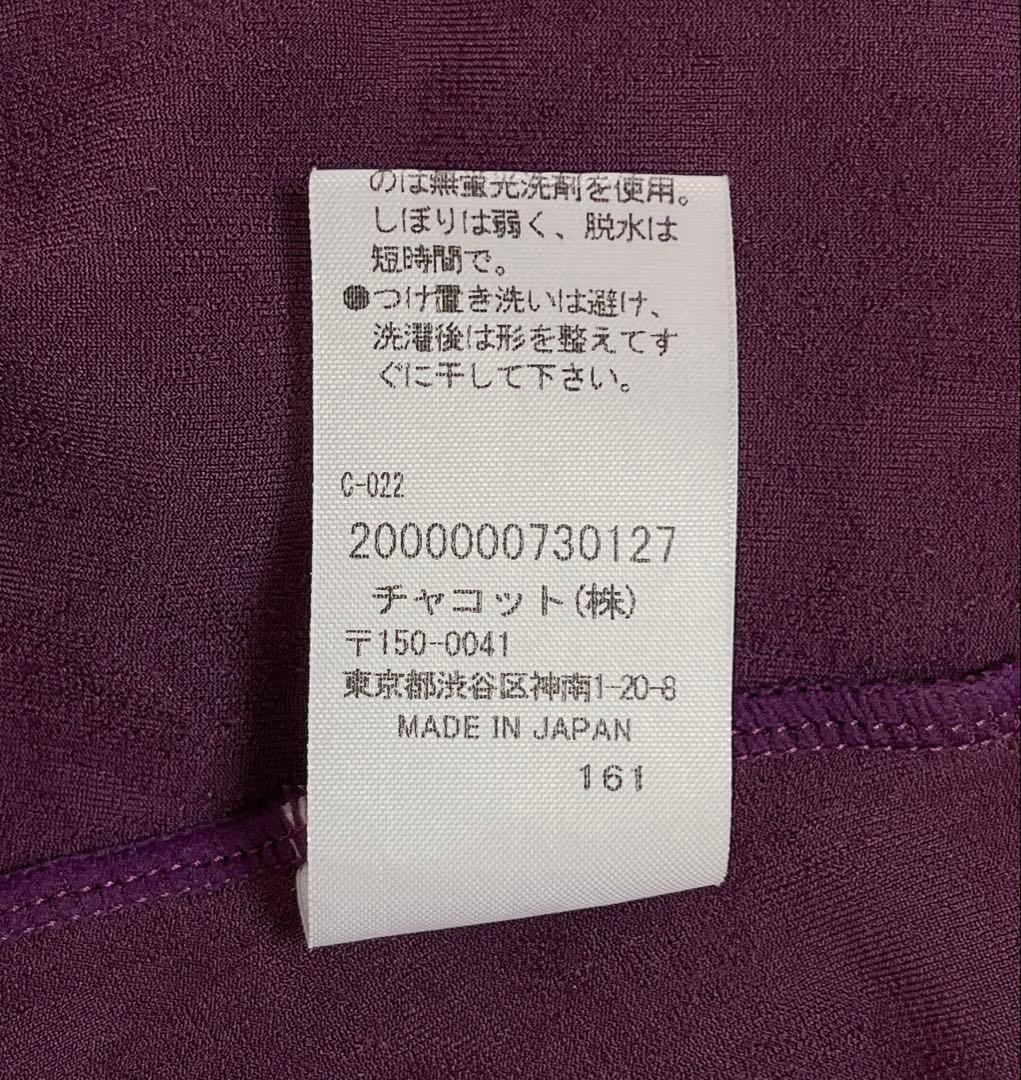 のは無蛍光洗剤を使用。
しぼりは弱く、脱水は
短時間で。
●つけ置き洗いは避け、
洗濯後は形を整えてす
ぐに干して下さい。
C-022
2000000730127
チャコット(株)
〒150-0041
東京都渋谷区神南1-20-8
MADE IN JAPAN
161